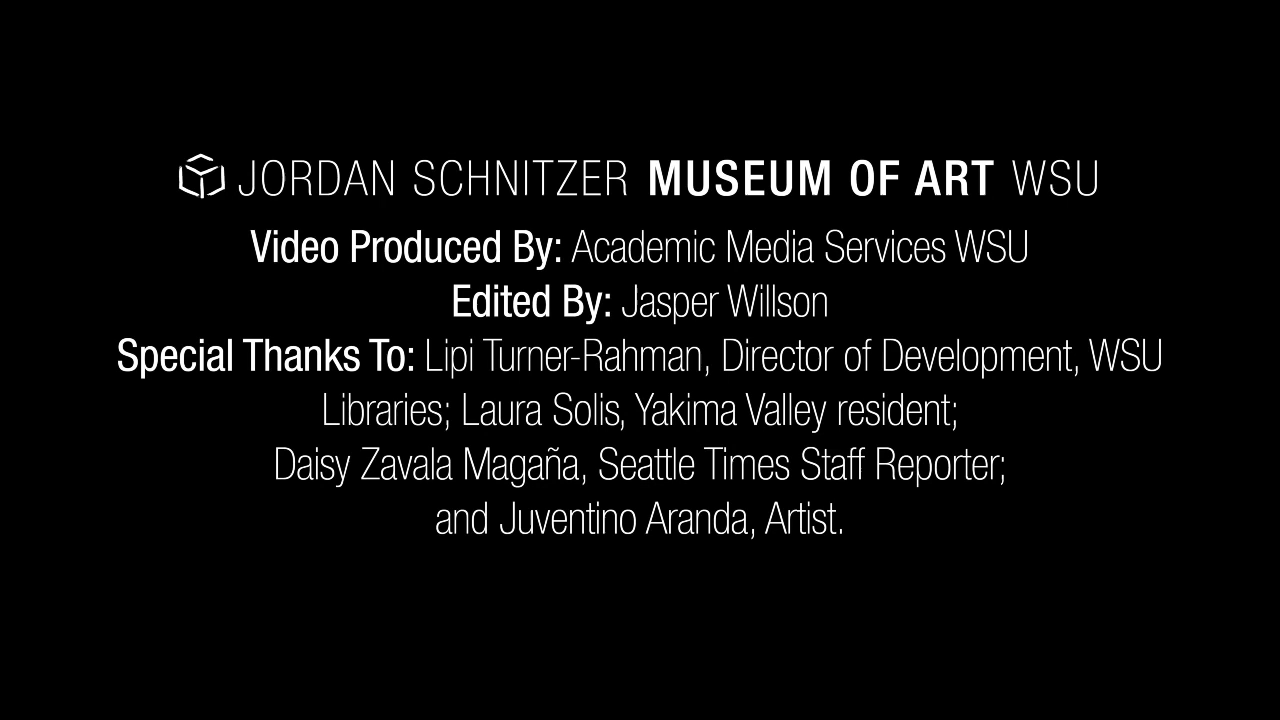 JORDAN SCHNITZER MUSEUM OF ART WSU
Video Produced By: Academic Media Services WSU
Edited By: Jasper Willson
Special Thanks To: Lipi Turner-Rahman, Director of Development, WSU
Libraries; Laura Solis, Yakima Valley resident;
Daisy Zavala Magaña, Seattle Times Staff Reporter;
and Juventino Aranda, Artist.